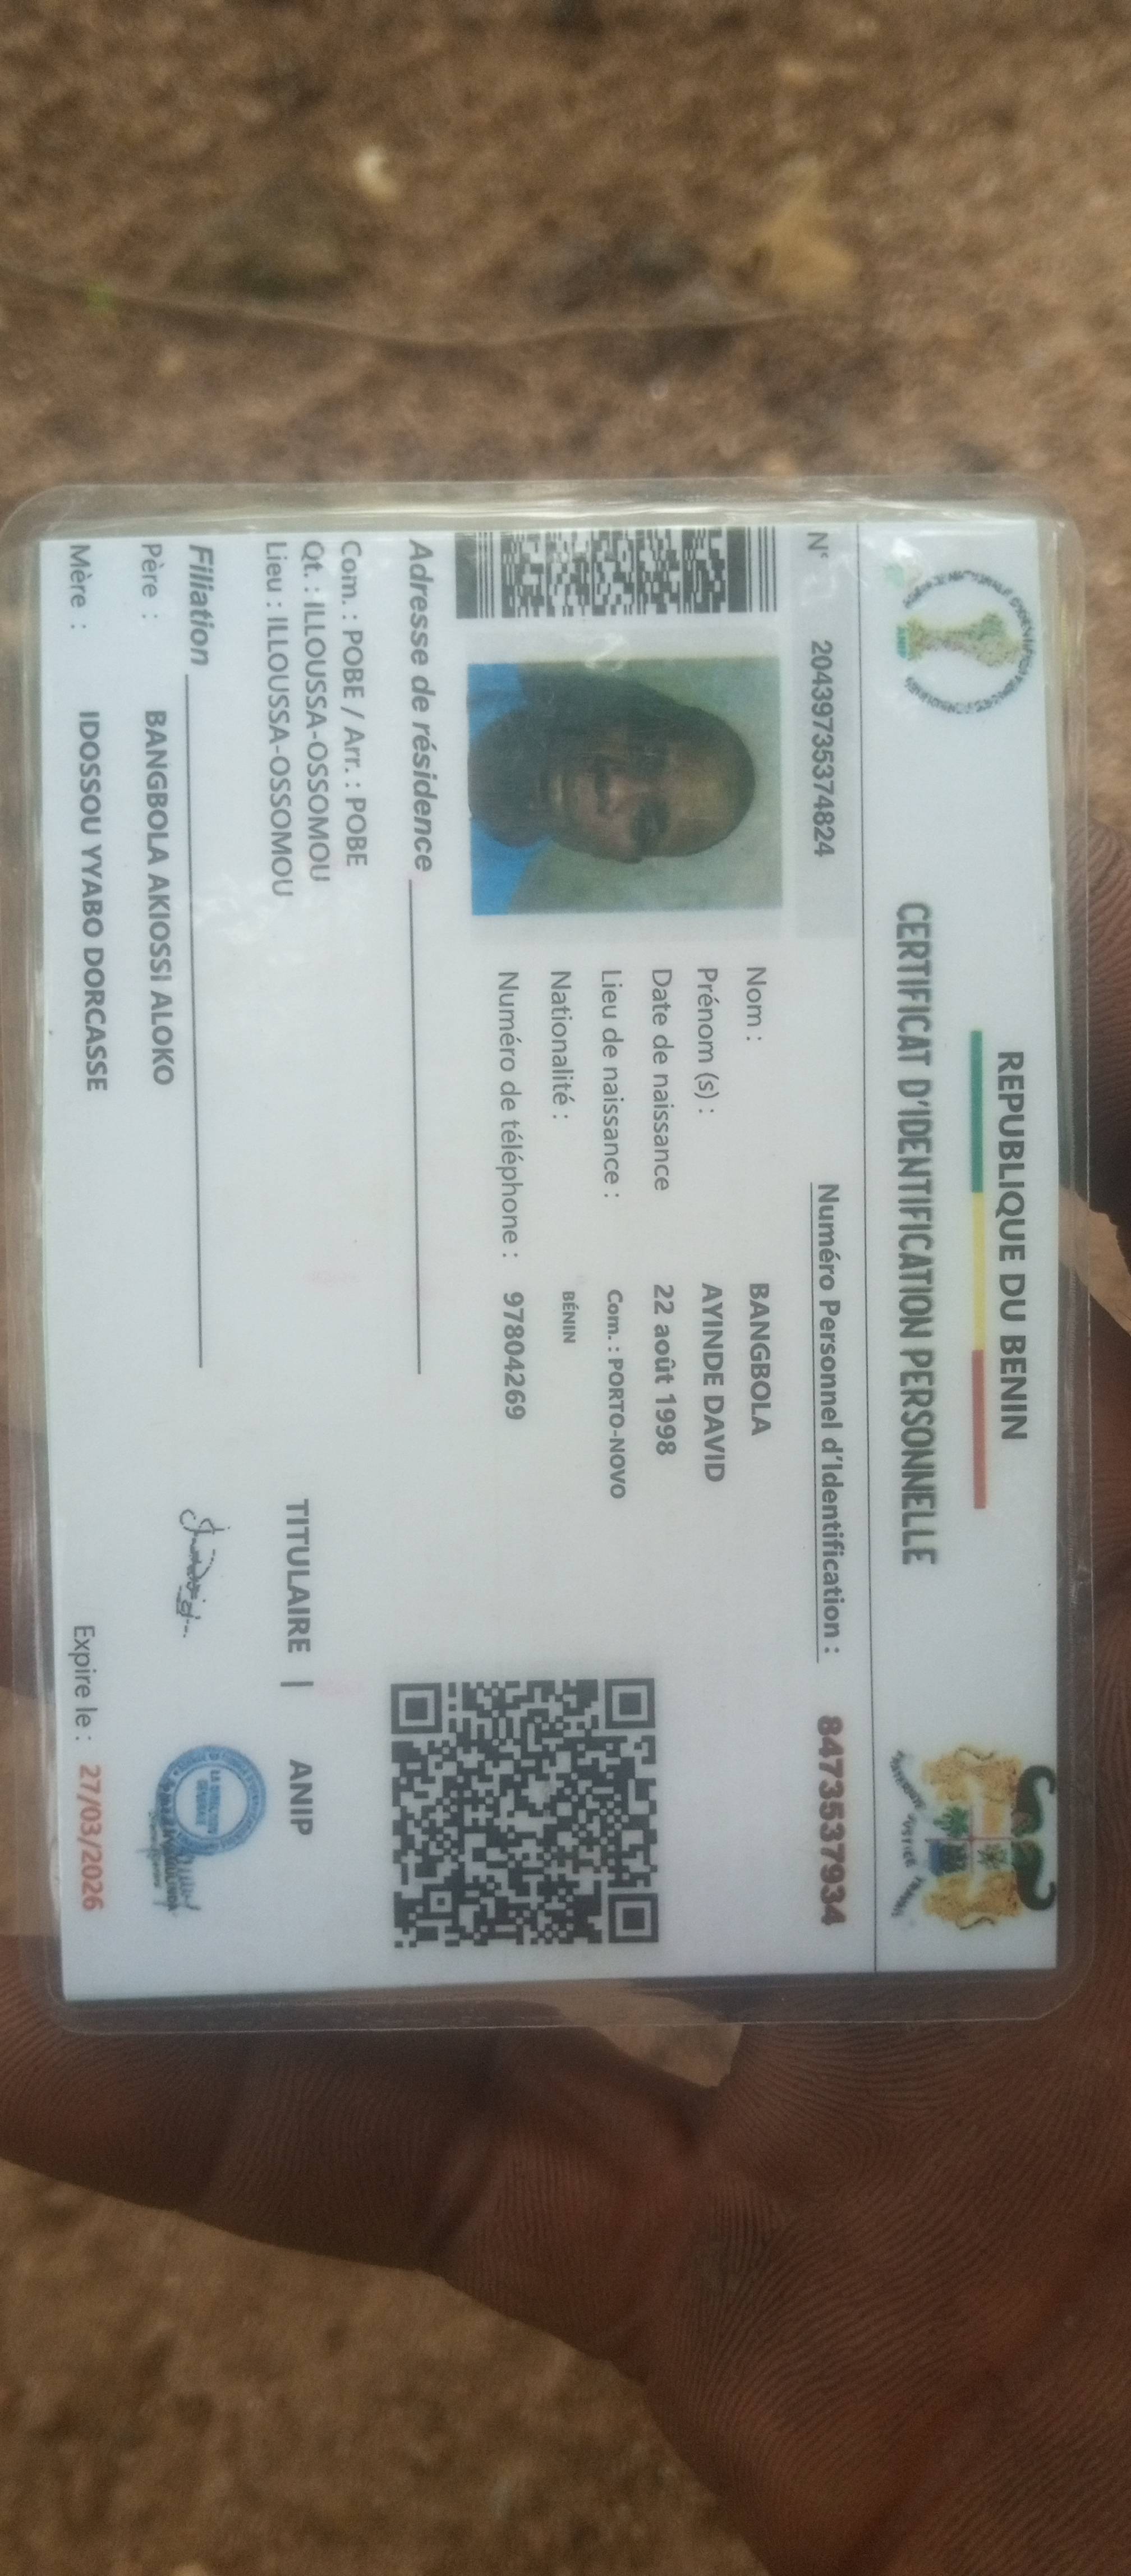 REPUBLIQUE DU BENIN
CERTIFICAT D'IDENTIFICATION PERSONNELLE
N° 20439735374824
Numéro Personnel d'Identification : 8473537934
Nom : BANGBOLA
Prénom (s) : AYINDE DAVID
Date de naissance 22 août 1998
Lieu de naissance : Com. : PORTO-NOVO
Nationalité : BÉNIN
Numéro de téléphone : 97804269
Adresse de résidence
Com. : POBE / Arr. : POBE
Qt. : ILLOUSSA-OSSOMOU
Lieu : ILLOUSSA-OSSOMOU
TITULAIRE | ANIP
Filiation
Père : BANGBOLA AKIOSSI ALOKO
Mère : IDOSSOU YYABO DORCASSE
Expire le : 27/03/2026